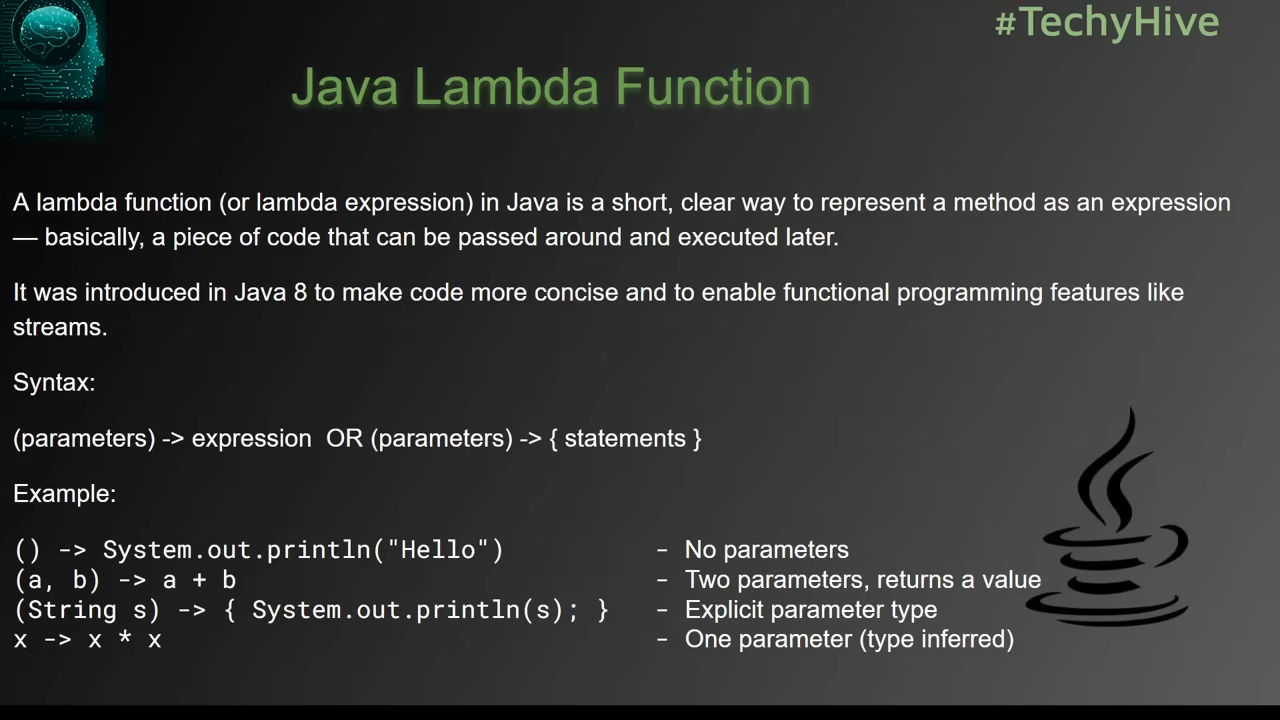 #TechyHive
Java Lambda Function
A lambda function (or lambda expression) in Java is a short, clear way to represent a method as an expression
— basically, a piece of code that can be passed around and executed later.
It was introduced in Java 8 to make code more concise and to enable functional programming features like
streams.
Syntax:
(parameters) -> expression  OR (parameters) -> { statements }
Example:
() -> System.out.println("Hello") - No parameters
(a, b) -> a + b - Two parameters, returns a value
(String s) -> { System.out.println(s); } - Explicit parameter type
x -> x * x - One parameter (type inferred)